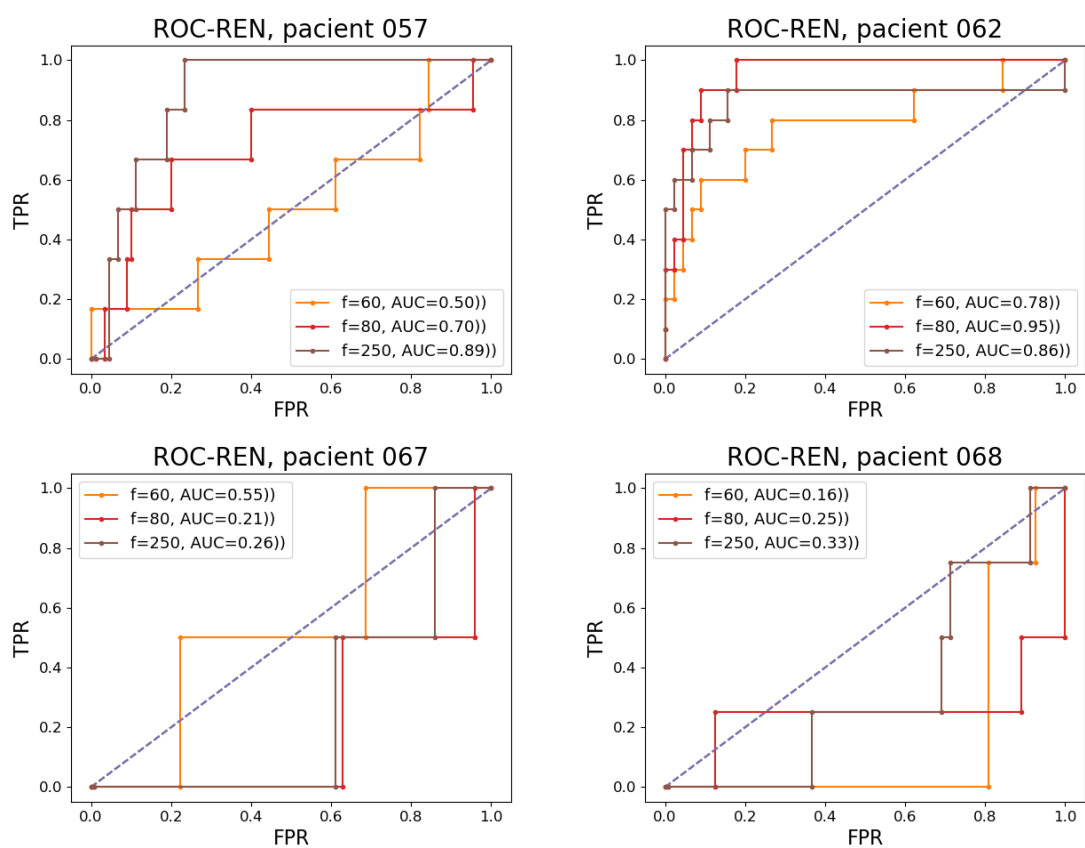 ROC-REN, pacient 057
TPR
1.0
0.8
0.6
0.4
0.2
0.0
f=60, AUC=0.50))
f=80, AUC=0.70))
f=250, AUC=0.89))
0.0 0.2 0.4 0.6 0.8 1.0
FPR
ROC-REN, pacient 062
TPR
1.0
0.8
0.6
0.4
0.2
0.0
f=60, AUC=0.78))
f=80, AUC=0.95))
f=250, AUC=0.86))
0.0 0.2 0.4 0.6 0.8 1.0
FPR
ROC-REN, pacient 067
TPR
1.0
0.8
0.6
0.4
0.2
0.0
f=60, AUC=0.55))
f=80, AUC=0.21))
f=250, AUC=0.26))
0.0 0.2 0.4 0.6 0.8 1.0
FPR
ROC-REN, pacient 068
TPR
1.0
0.8
0.6
0.4
0.2
0.0
f=60, AUC=0.16))
f=80, AUC=0.25))
f=250, AUC=0.33))
0.0 0.2 0.4 0.6 0.8 1.0
FPR